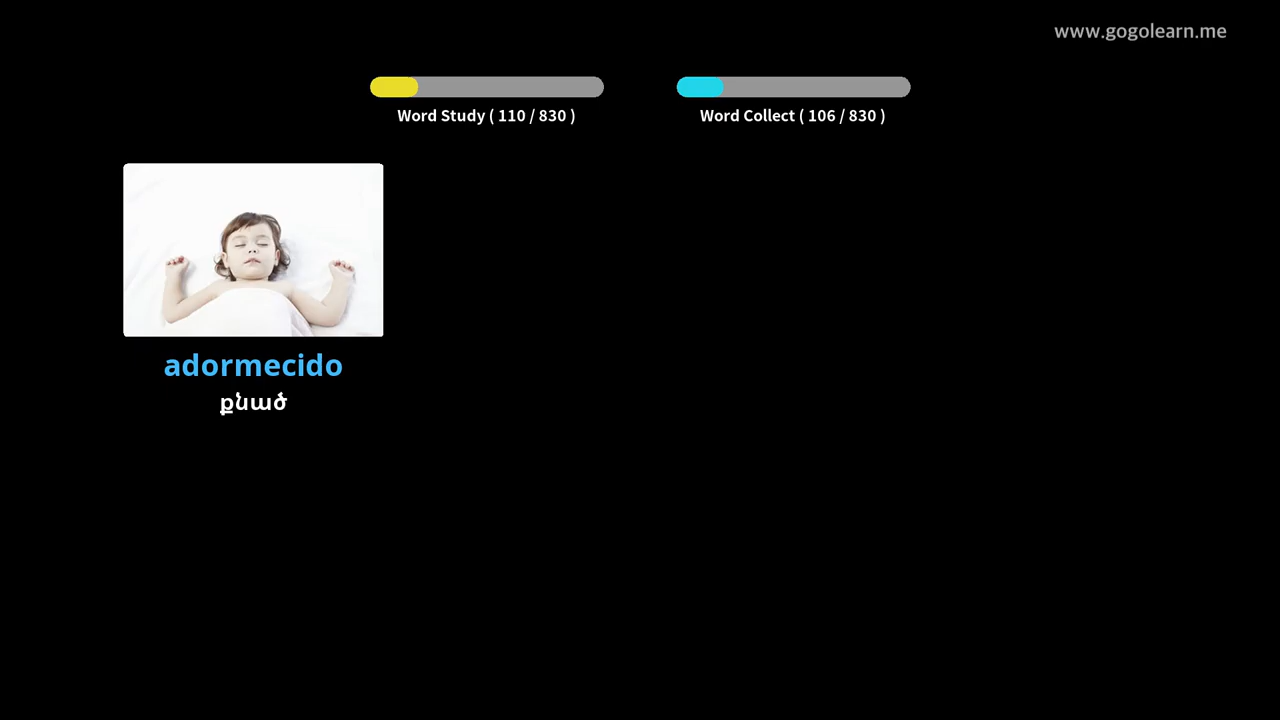 www.gogolearn.me
Word Study ( 110 / 830 )
Word Collect ( 106 / 830 )
adormecido
քնած